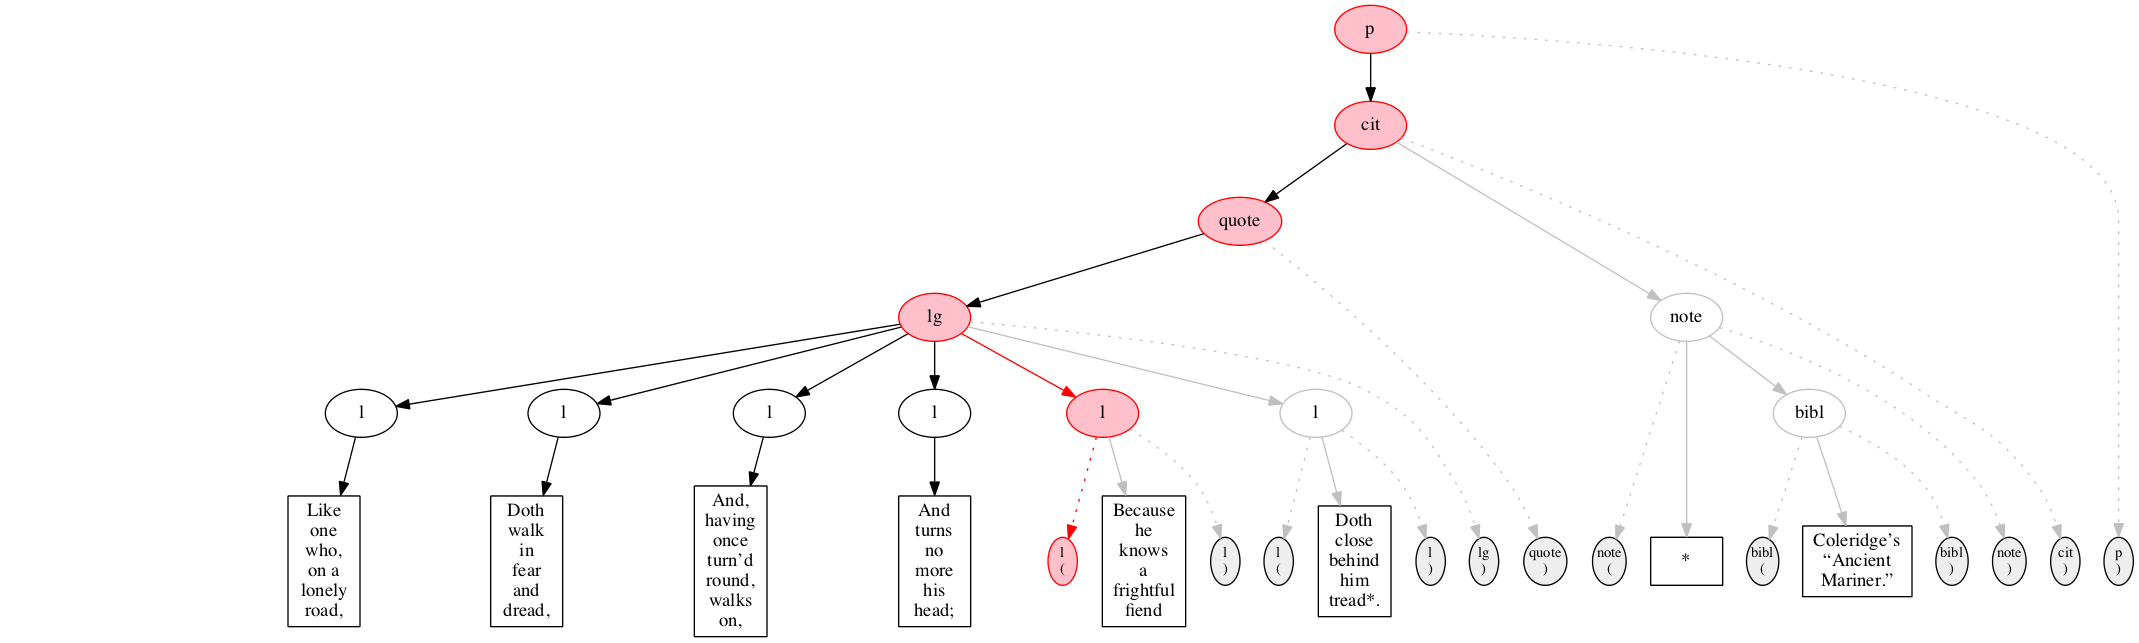 p
cit
quote
lg
note
l
l
l
l
l
l
bibl
Like
one
who,
on a
lonely
road,
Doth
walk
in
fear
and
dread,
And,
having
once
turn’d
round,
walks
on,
And
turns
no
more
his
head;
l
(
Because
he
knows
a
frightful
fiend
l
)
l
(
Doth
close
behind
him
tread*.
l
)
lg
)
quote
)
note
(
*
bibl
(
Coleridge’s
“Ancient
Mariner.”
bibl
)
note
)
cit
)
p
)